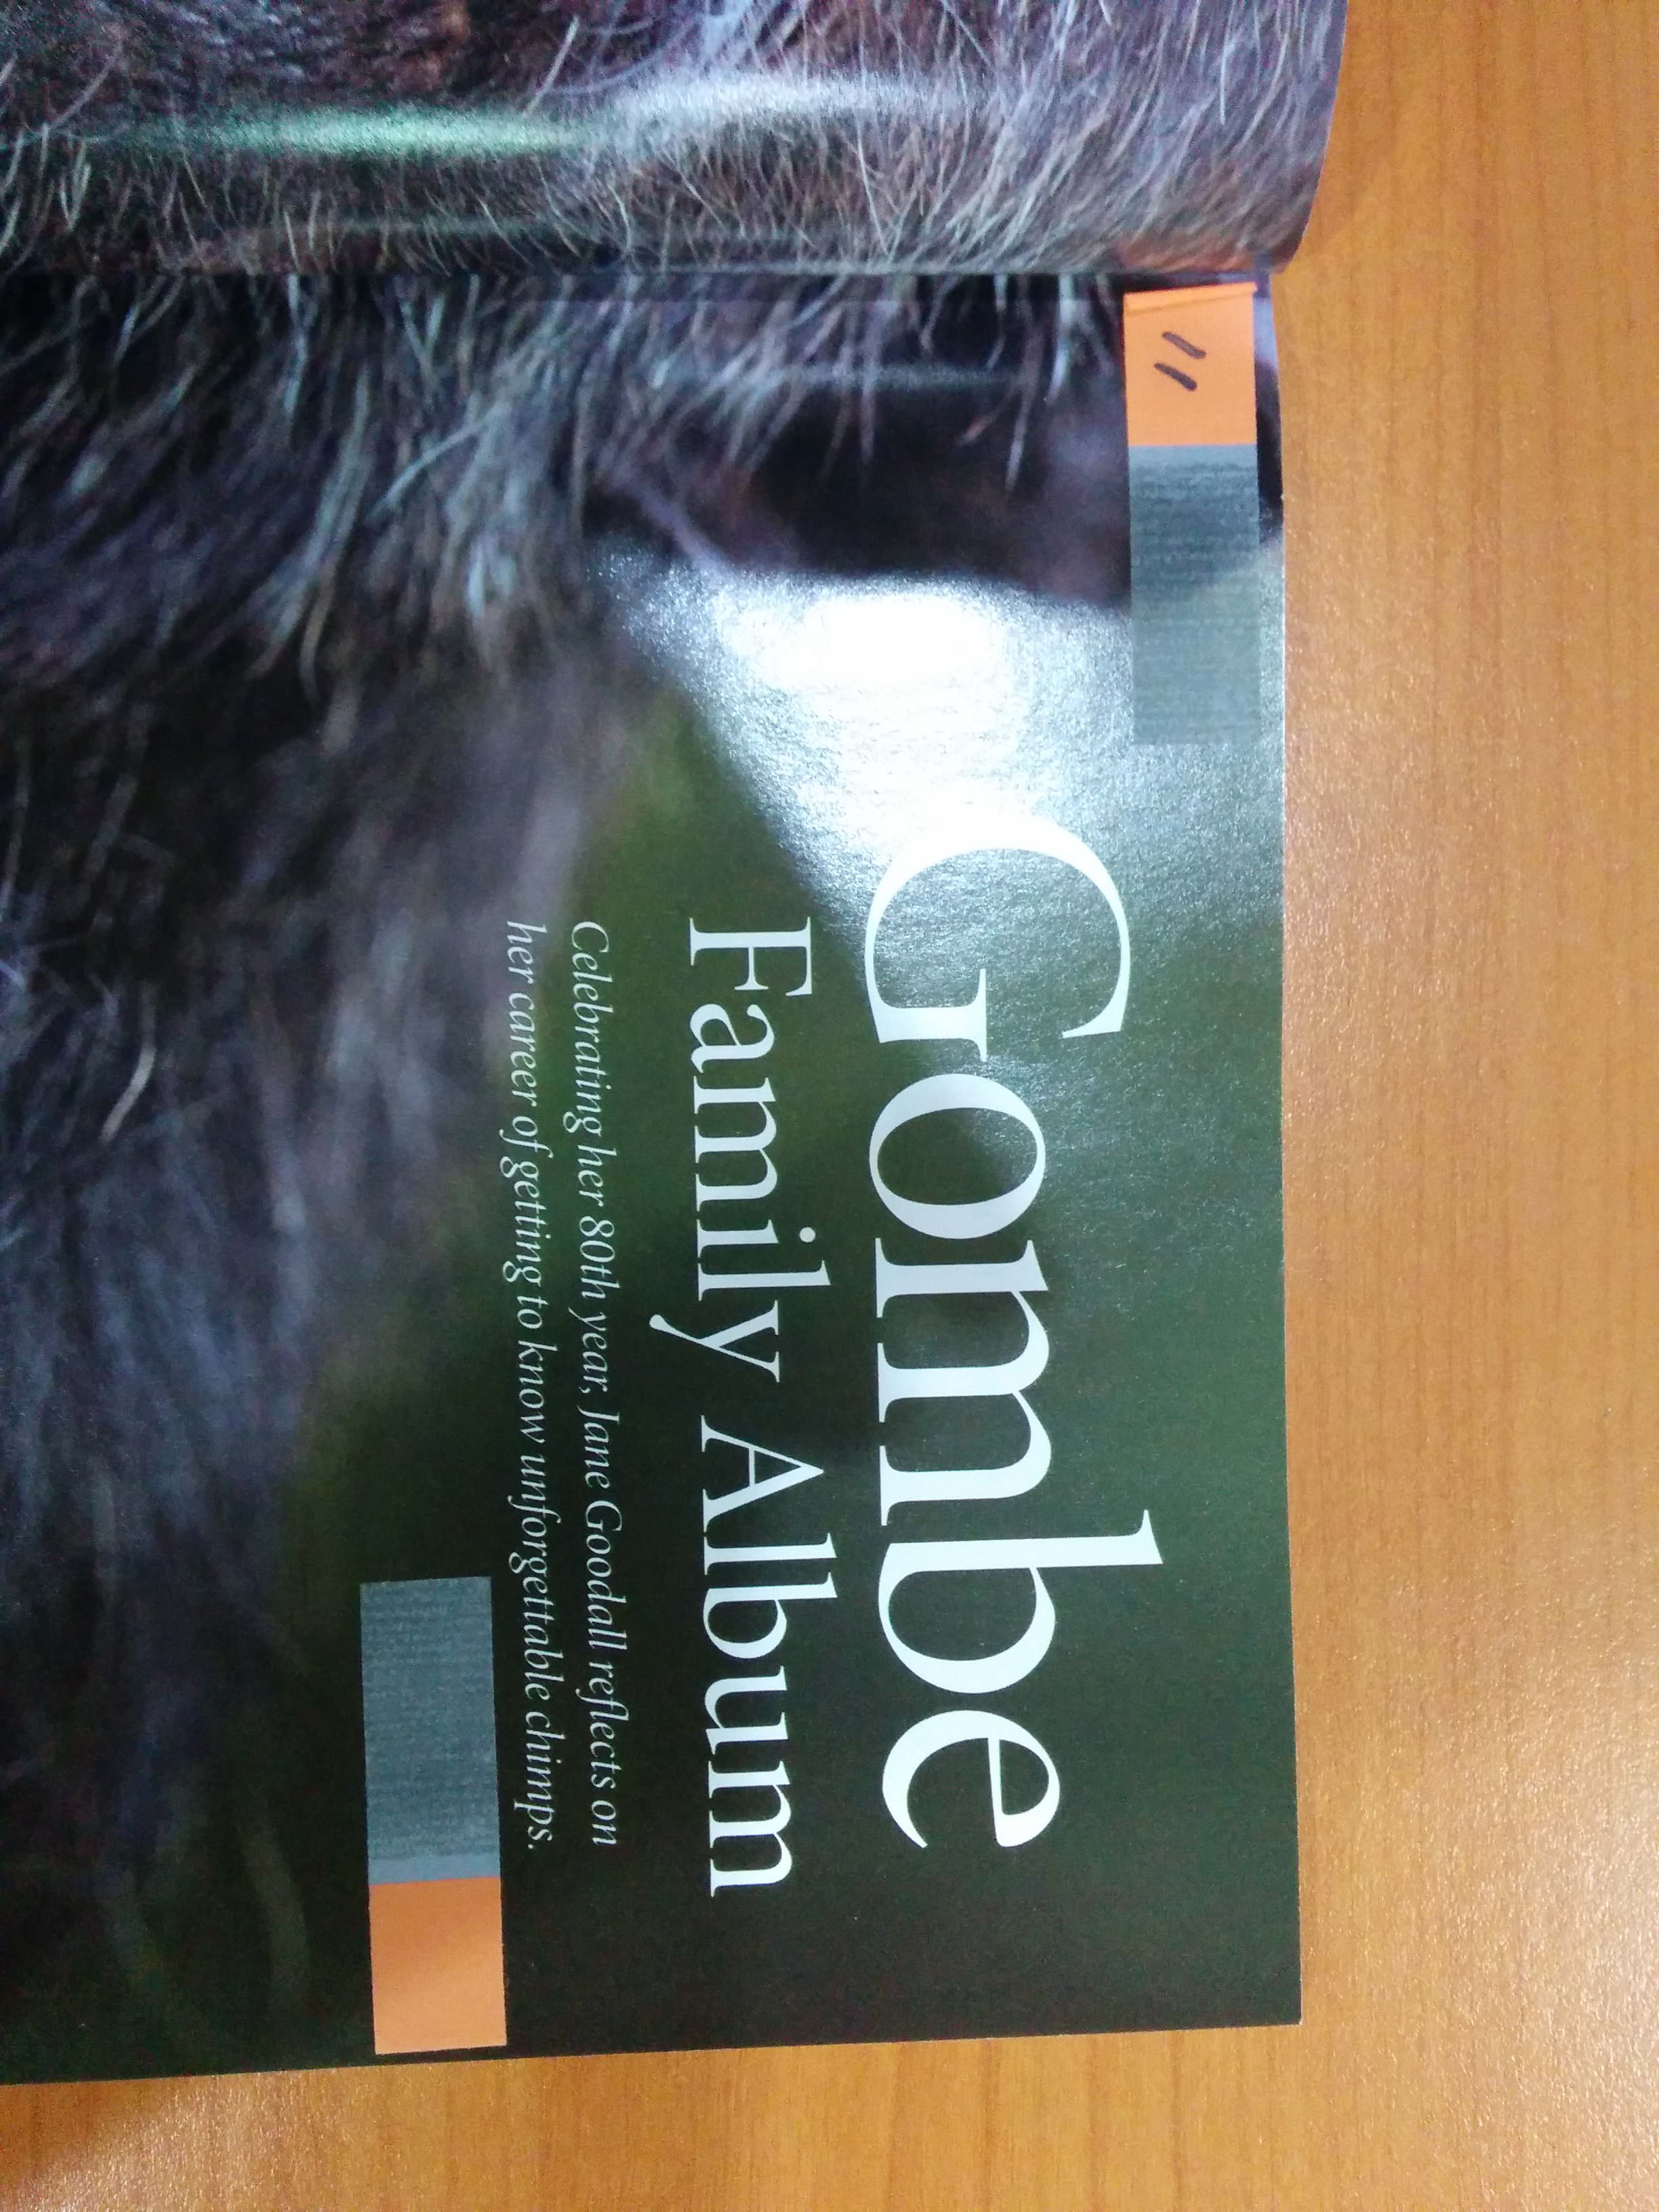 11
Gombe
Family Album
Celebrating her 80th year, Jane Goodall reflects on
her career of getting to know unforgettable chimps.